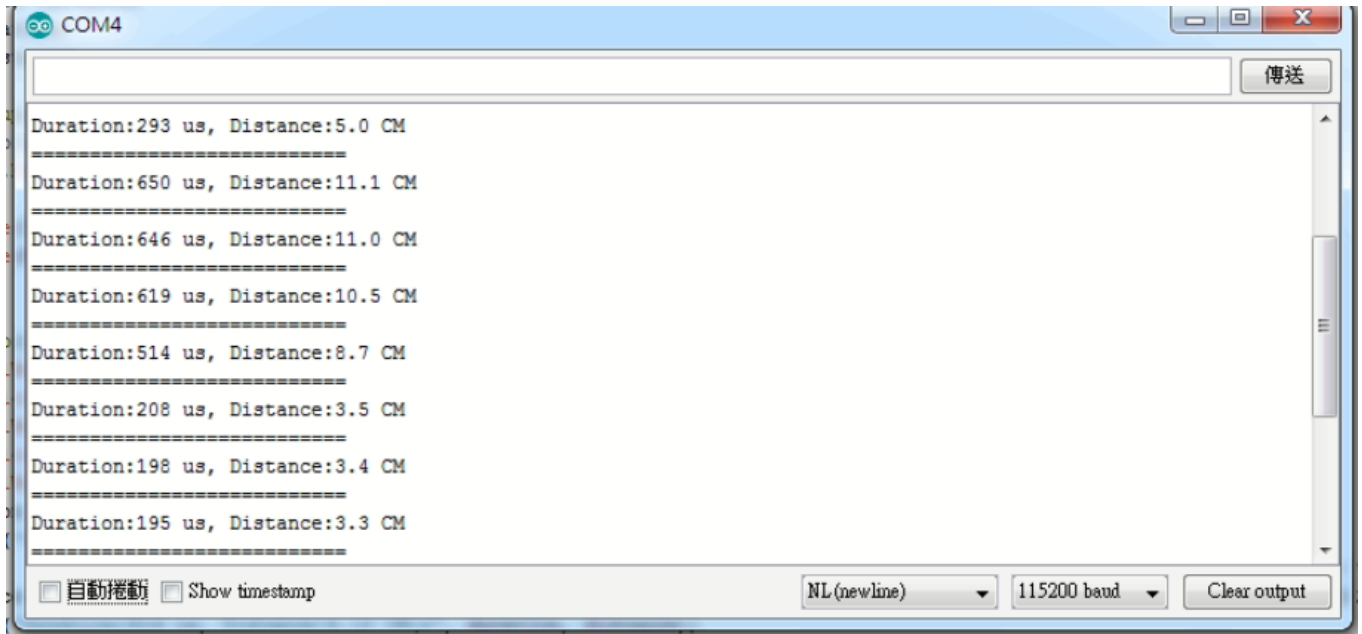 COM4
傳送
Duration:293 us, Distance:5.0 CM
===========================
Duration:650 us, Distance:11.1 CM
===========================
Duration:646 us, Distance:11.0 CM
===========================
Duration:619 us, Distance:10.5 CM
===========================
Duration:514 us, Distance:8.7 CM
===========================
Duration:208 us, Distance:3.5 CM
===========================
Duration:198 us, Distance:3.4 CM
===========================
Duration:195 us, Distance:3.3 CM
===========================
自動捲動 Show timestamp NL(newline) 115200 baud Clear output